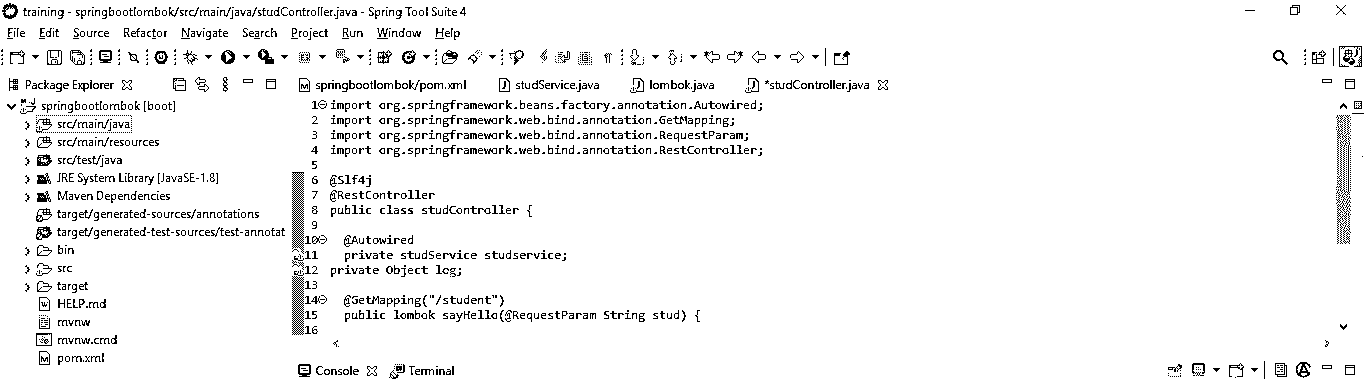 training - springbootlombok/src/main/java/studController.java - Spring Tool Suite 4
File Edit Source Refactor Navigate Search Project Run Window Help
Package Explorer
springbootlombok/pom.xml studService.java lombok.java *studController.java
springbootlombok [boot]
src/main/java
src/main/resources
src/test/java
JRE System Library [JavaSE-1.8]
Maven Dependencies
target/generated-sources/annotations
target/generated-test-sources/test-annotat
bin
src
target
HELP.md
mvnw
mvnw.cmd
pom.xml
1 import org.springframework.beans.factory.annotation.Autowired;
2 import org.springframework.web.bind.annotation.GetMapping;
3 import org.springframework.web.bind.annotation.RequestParam;
4 import org.springframework.web.bind.annotation.RestController;
5
6 @Slf4j
7 @RestController
8 public class studController {
9
10 @Autowired
11 private studService studservice;
12 private Object log;
13
14 @GetMapping("/student")
15 public lombok sayHello(@RequestParam String stud) {
16
Console Terminal